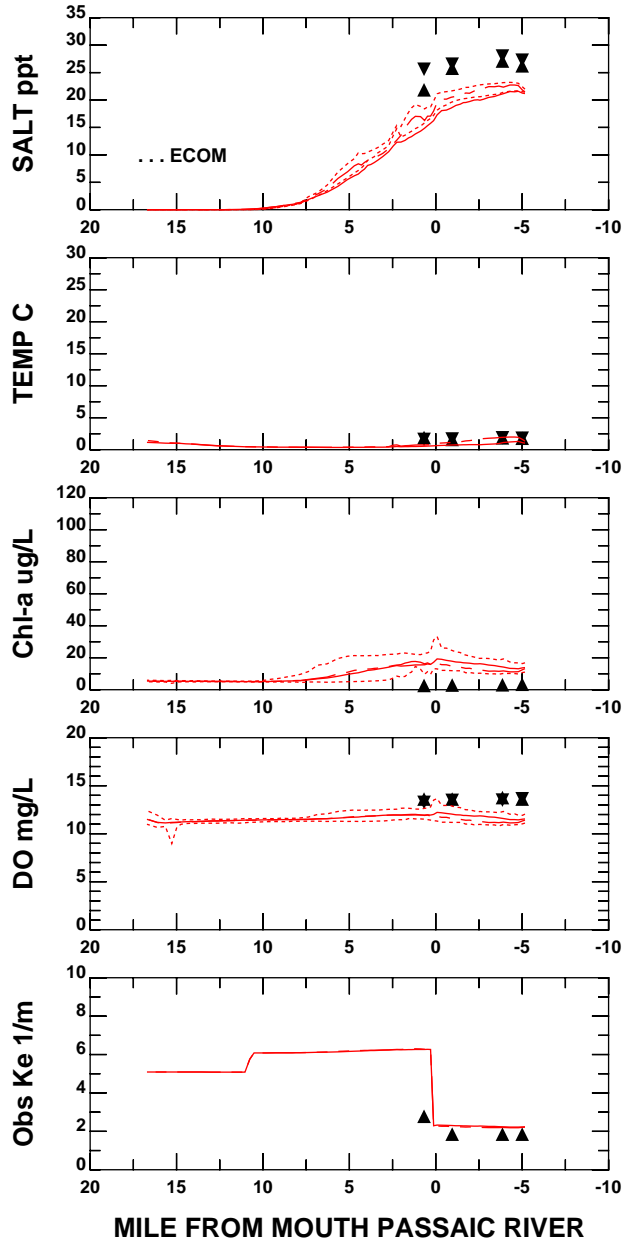 SALT ppt
35
30
25
20
15
10
5
0
. . . ECOM
20 15 10 5 0 -5 -10
TEMP C
30
25
20
15
10
5
0
20 15 10 5 0 -5 -10
Chl-a ug/L
120
100
80
60
40
20
0
20 15 10 5 0 -5 -10
DO mg/L
20
15
10
5
0
20 15 10 5 0 -5 -10
Obs Ke 1/m
10
8
6
4
2
0
20 15 10 5 0 -5 -10
MILE FROM MOUTH PASSAIC RIVER